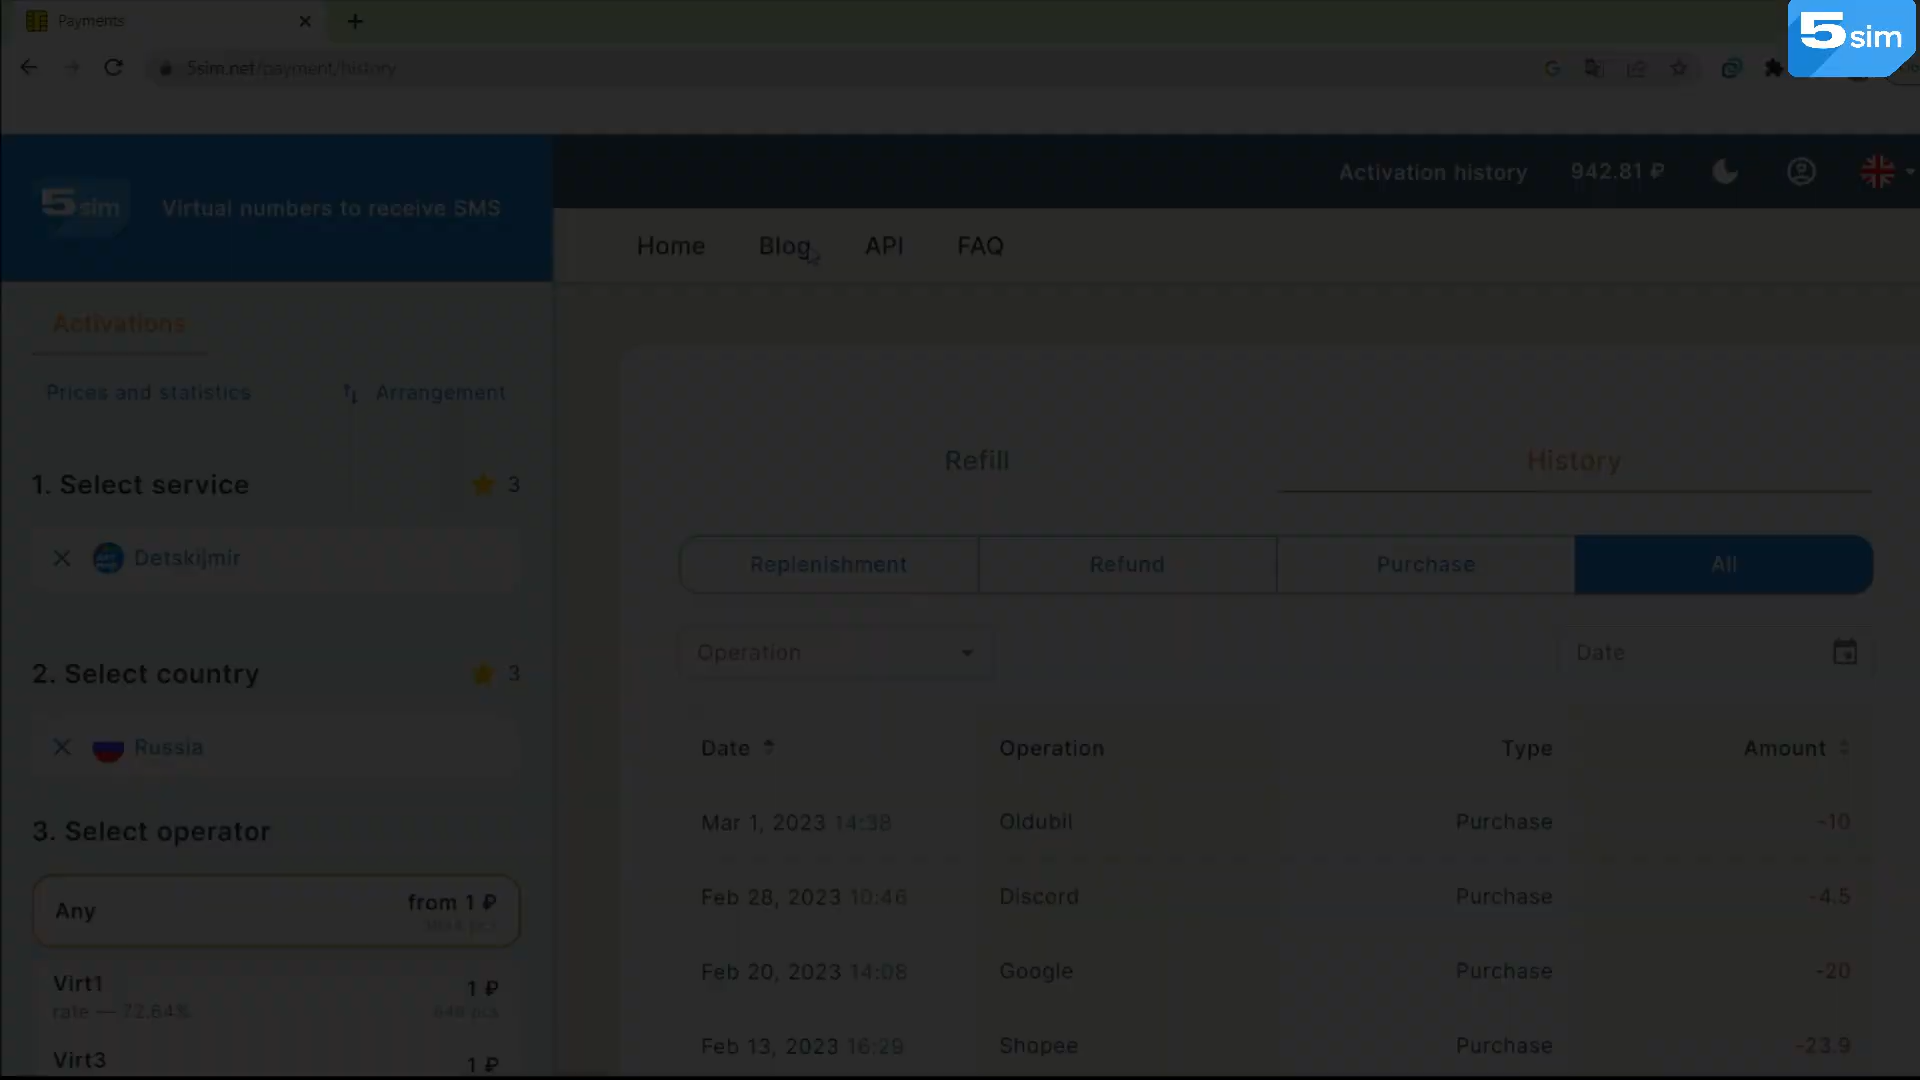 Payments
5sim
5sim.net/payment/history
5sim
Virtual numbers to receive SMS
Activation history
942.81 ₽
Home
Blog
API
FAQ
Activations
Prices and statistics
Arrangement
1. Select service
3
Detskijmir
2. Select country
3
Russia
3. Select operator
Any
from 1 ₽
Virt1
1 ₽
rate — 72.64%
Virt3
1 ₽
Refill
History
Replenishment
Refund
Purchase
All
Operation
Date
Date
Operation
Type
Amount
Mar 1, 2023 14:38
Oldubil
Purchase
-10
Feb 28, 2023 10:46
Discord
Purchase
-4.5
Feb 20, 2023 14:08
Google
Purchase
-20
Feb 13, 2023 16:29
Shopee
Purchase
-23.9